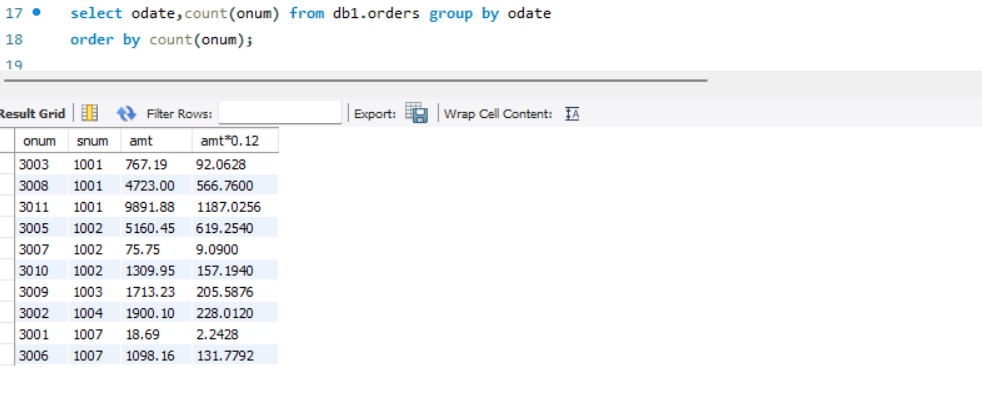 17 select odate,count(onum) from db1.orders group by odate
18 order by count(onum);
19
Result Grid Filter Rows: Export: Wrap Cell Content: IA
onum snum amt amt*0.12
3003 1001 767.19 92.0628
3008 1001 4723.00 566.7600
3011 1001 9891.88 1187.0256
3005 1002 5160.45 619.2540
3007 1002 75.75 9.0900
3010 1002 1309.95 157.1940
3009 1003 1713.23 205.5876
3002 1004 1900.10 228.0120
3001 1007 18.69 2.2428
3006 1007 1098.16 131.7792